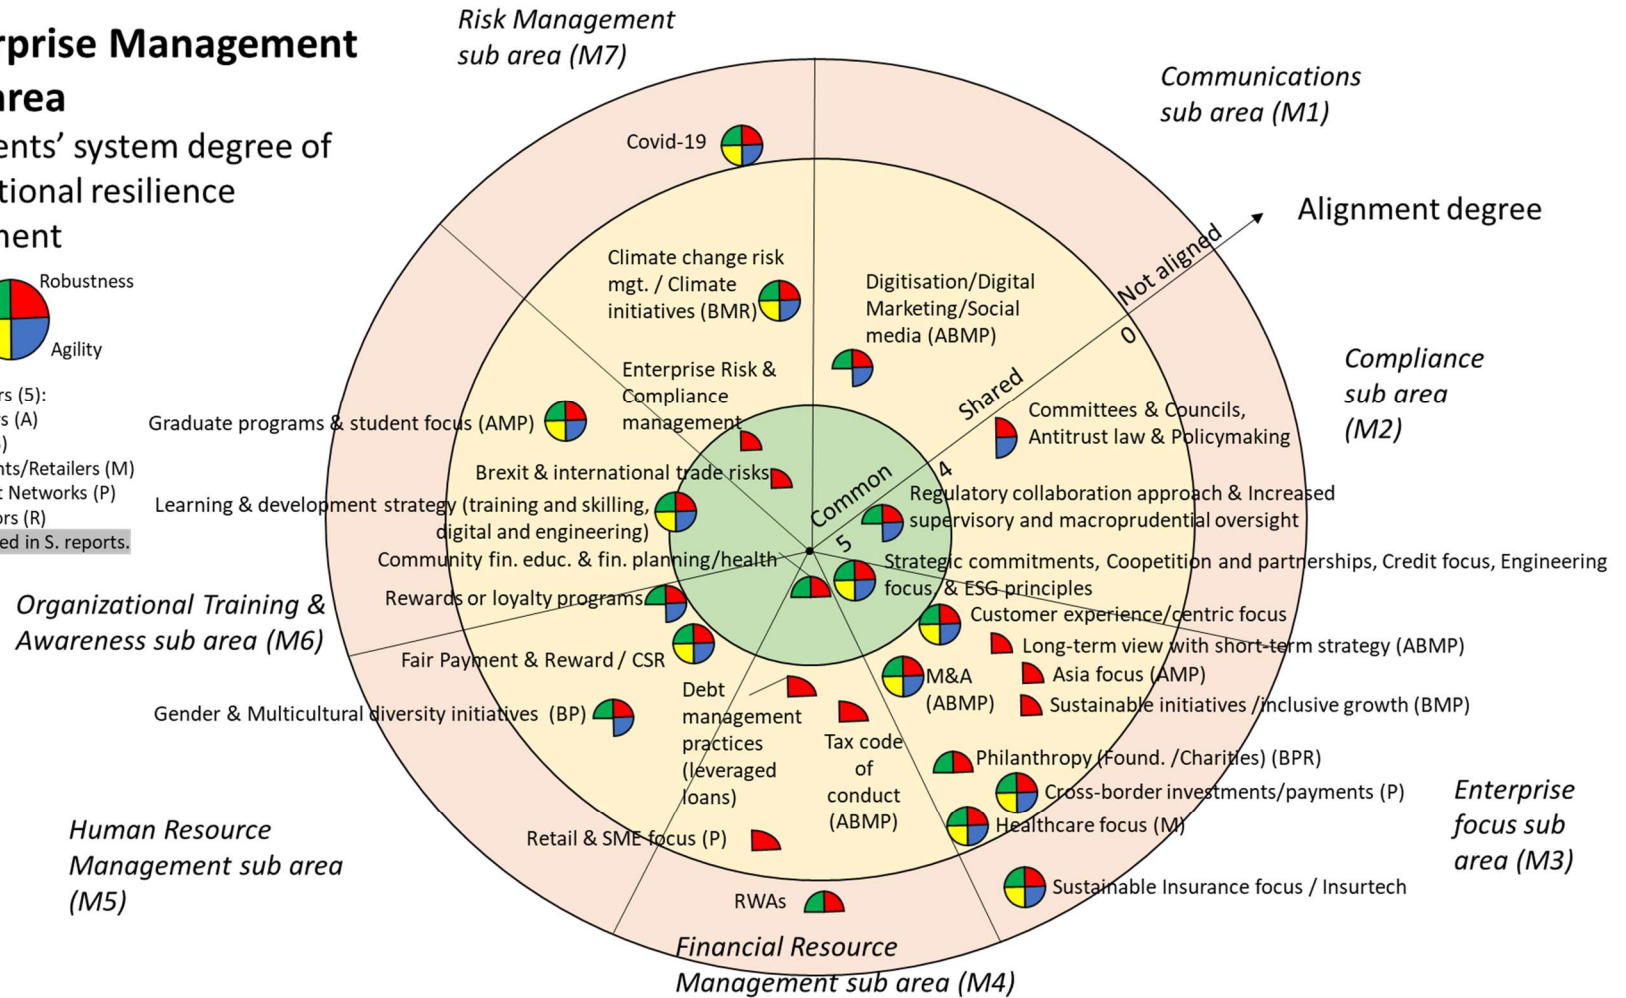 rprise Management
area
ents' system degree of
tional resilience
nent
Robustness
Agility
rs (5):
rs (A)
)
nts/Retailers (M)
t Networks (P)
ors (R)
ed in S. reports.
Risk Management
sub area (M7)
Communications
sub area (M1)
Alignment degree
Not aligned
0
Shared
4
Common
5
Compliance
sub area
(M2)
Enterprise
focus sub
area (M3)
Financial Resource
Management sub area (M4)
Human Resource
Management sub area
(M5)
Organizational Training &
Awareness sub area (M6)
Covid-19
Climate change risk
mgt. / Climate
initiatives (BMR)
Enterprise Risk &
Compliance
management
Brexit & international trade risks
Digitisation/Digital
Marketing/Social
media (ABMP)
Committees & Councils,
Antitrust law & Policymaking
Regulatory collaboration approach & Increased
supervisory and macroprudential oversight
Strategic commitments, Coopetition and partnerships, Credit focus, Engineering
focus, & ESG principles
Customer experience/centric focus
Long-term view with short-term strategy (ABMP)
Asia focus (AMP)
Sustainable initiatives /inclusive growth (BMP)
M&A
(ABMP)
Philanthropy (Found. /Charities) (BPR)
Cross-border investments/payments (P)
Healthcare focus (M)
Sustainable Insurance focus / Insurtech
Debt
management
practices
(leveraged
loans)
Tax code
of
conduct
(ABMP)
Retail & SME focus (P)
RWAs
Graduate programs & student focus (AMP)
Learning & development strategy (training and skilling,
digital and engineering)
Community fin. educ. & fin. planning/health
Rewards or loyalty programs
Fair Payment & Reward / CSR
Gender & Multicultural diversity initiatives (BP)